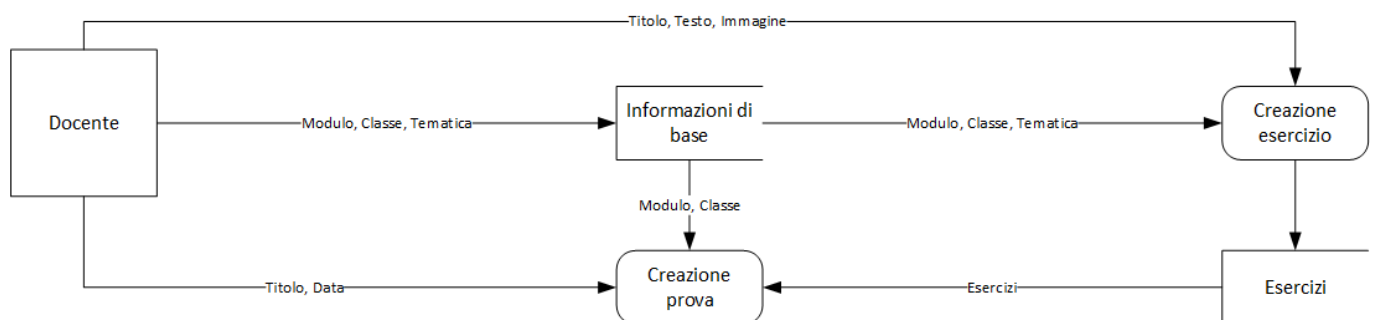 Titolo, Testo, Immagine
Docente
Modulo, Classe, Tematica
Informazioni di
base
Modulo, Classe, Tematica
Creazione
esercizio
Modulo, Classe
Titolo, Data
Creazione
prova
Esercizi
Esercizi